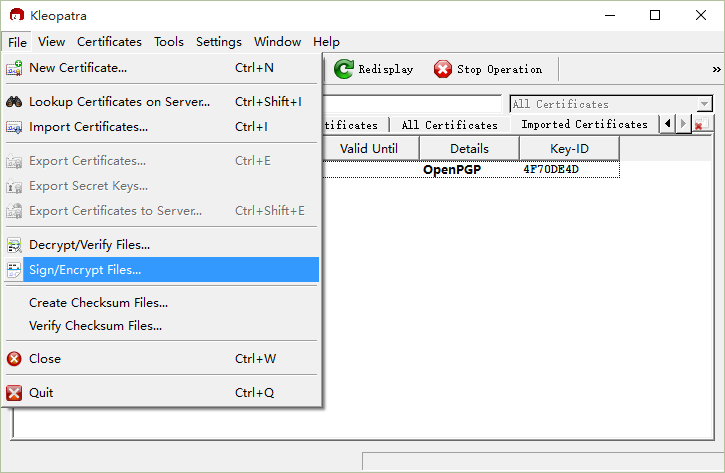 Kleopatra
File View Certificates Tools Settings Window Help
New Certificate... Ctrl+N
Redisplay Stop Operation »
Lookup Certificates on Server... Ctrl+Shift+I
All Certificates
Import Certificates... Ctrl+I
tificates All Certificates Imported Certificates
Valid Until Details Key-ID
Export Certificates... Ctrl+E
OpenPGP 4F70DE4D
Export Secret Keys...
Export Certificates to Server... Ctrl+Shift+E
Decrypt/Verify Files...
Sign/Encrypt Files...
Create Checksum Files...
Verify Checksum Files...
Close Ctrl+W
Quit Ctrl+Q